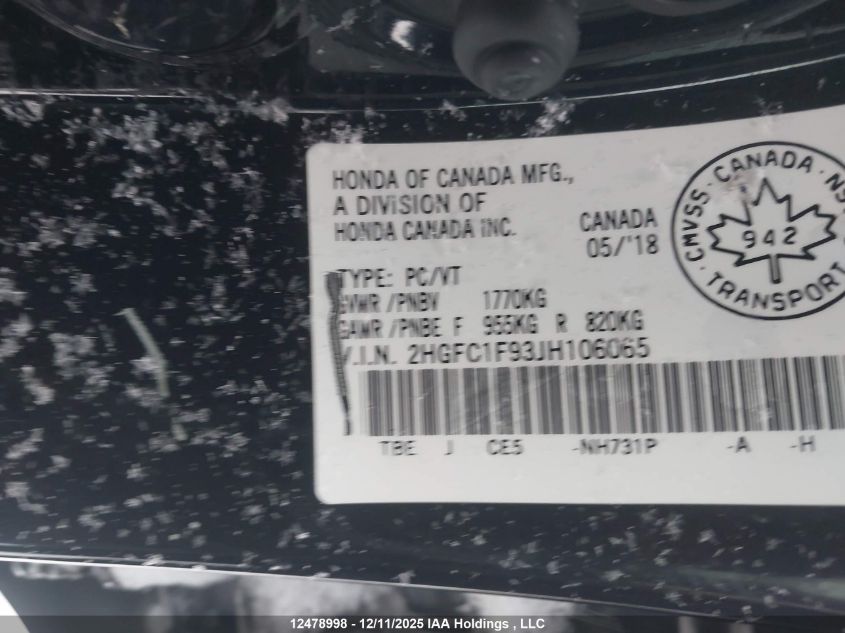 HONDA OF CANADA MFG.,
A DIVISION OF
HONDA CANADA INC.
CANADA
05/'18
TYPE: PC/VT
GVWR /PNBV 1770KG
GAWR /PNBE F 955KG R 820KG
V.I.N. 2HGFC1F93JH106065
TBE J CE5 -NH731P -A -H
CMVSS · CANADA ·
942
TRANSPORT
12478998 - 12/11/2025 IAA Holdings , LLC